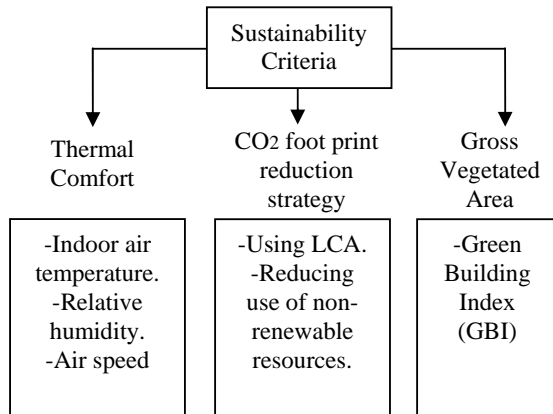 Sustainability
Criteria
Thermal
Comfort
CO2 foot print
reduction
strategy
Gross
Vegetated
Area
-Indoor air
temperature.
-Relative
humidity.
-Air speed
-Using LCA.
-Reducing
use of non-
renewable
resources.
-Green
Building
Index
(GBI)